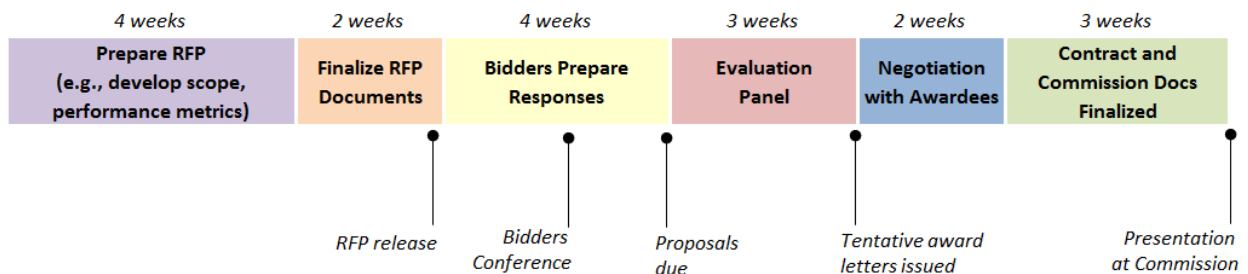 4 weeks
2 weeks
4 weeks
3 weeks
2 weeks
3 weeks
Prepare RFP
(e.g., develop scope,
performance metrics)
Finalize RFP
Documents
Bidders Prepare
Responses
Evaluation
Panel
Negotiation
with Awardees
Contract and
Commission Docs
Finalized
RFP release
Bidders
Conference
Proposals
due
Tentative award
letters issued
Presentation
at Commission